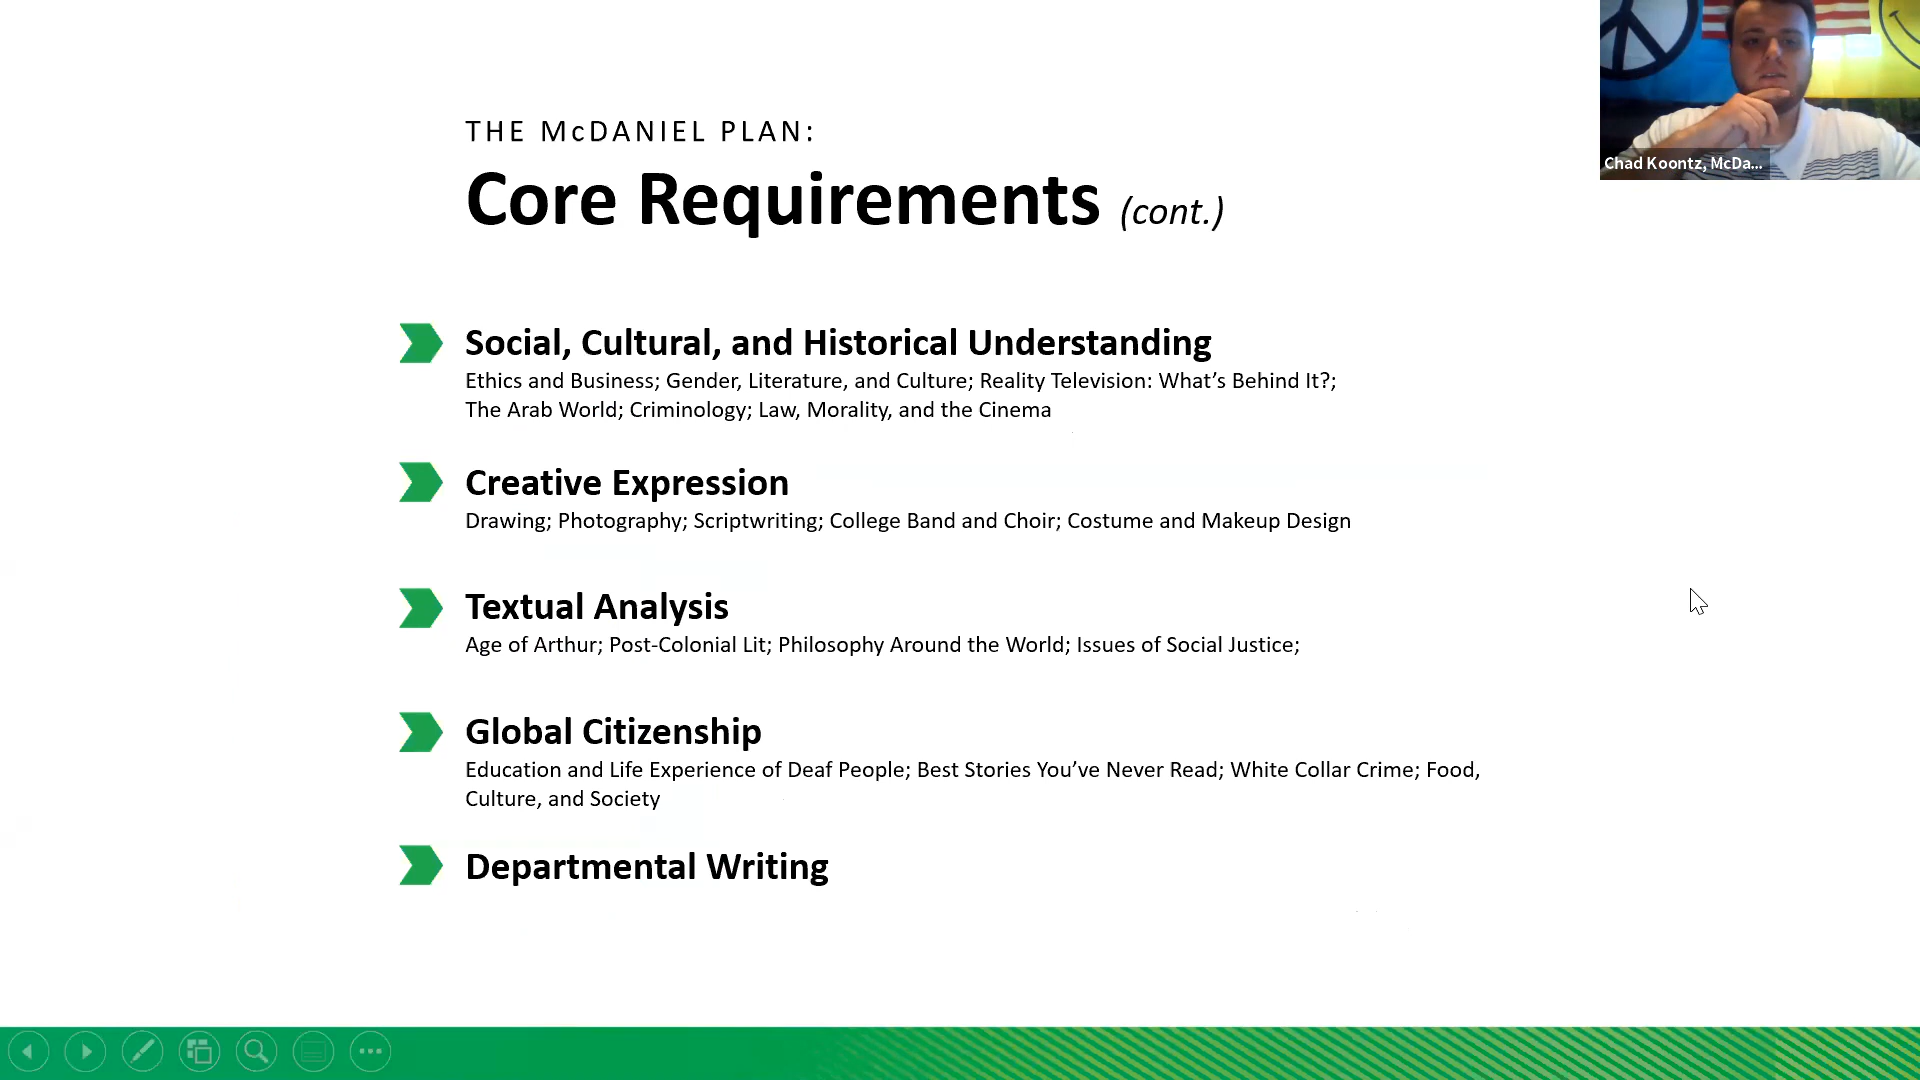 THE McDANIEL PLAN:
Core Requirements (cont.)
Social, Cultural, and Historical Understanding
Ethics and Business; Gender, Literature, and Culture; Reality Television: What’s Behind It?;
The Arab World; Criminology; Law, Morality, and the Cinema
Creative Expression
Drawing; Photography; Scriptwriting; College Band and Choir; Costume and Makeup Design
Textual Analysis
Age of Arthur; Post-Colonial Lit; Philosophy Around the World; Issues of Social Justice;
Global Citizenship
Education and Life Experience of Deaf People; Best Stories You’ve Never Read; White Collar Crime; Food,
Culture, and Society
Departmental Writing
Chad Koontz, McDa...